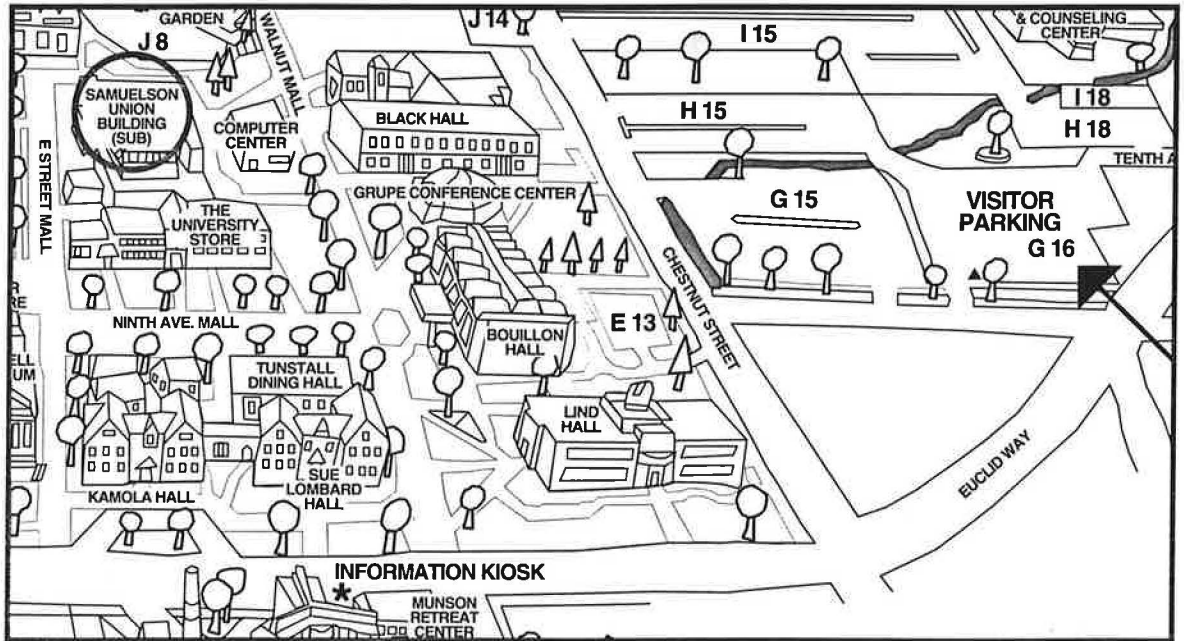 GARDEN
J 8
WALNUT MALL
J 14
I 15
& COUNSELING
CENTER
SAMUELSON
UNION
BUILDING
(SUB)
COMPUTER
CENTER
BLACK HALL
H 15
I 18
H 18
TENTH
E STREET MALL
GRUPE CONFERENCE CENTER
THE
UNIVERSITY
STORE
G 15
VISITOR
PARKING
G 16
CHESTNUT STREET
NINTH AVE. MALL
BOUILLON
HALL
E 13
TUNSTALL
DINING HALL
LIND
HALL
EUCLID WAY
KAMOLA HALL
SUE
LOMBARD
HALL
INFORMATION KIOSK
*
MUNSON
RETREAT
CENTER